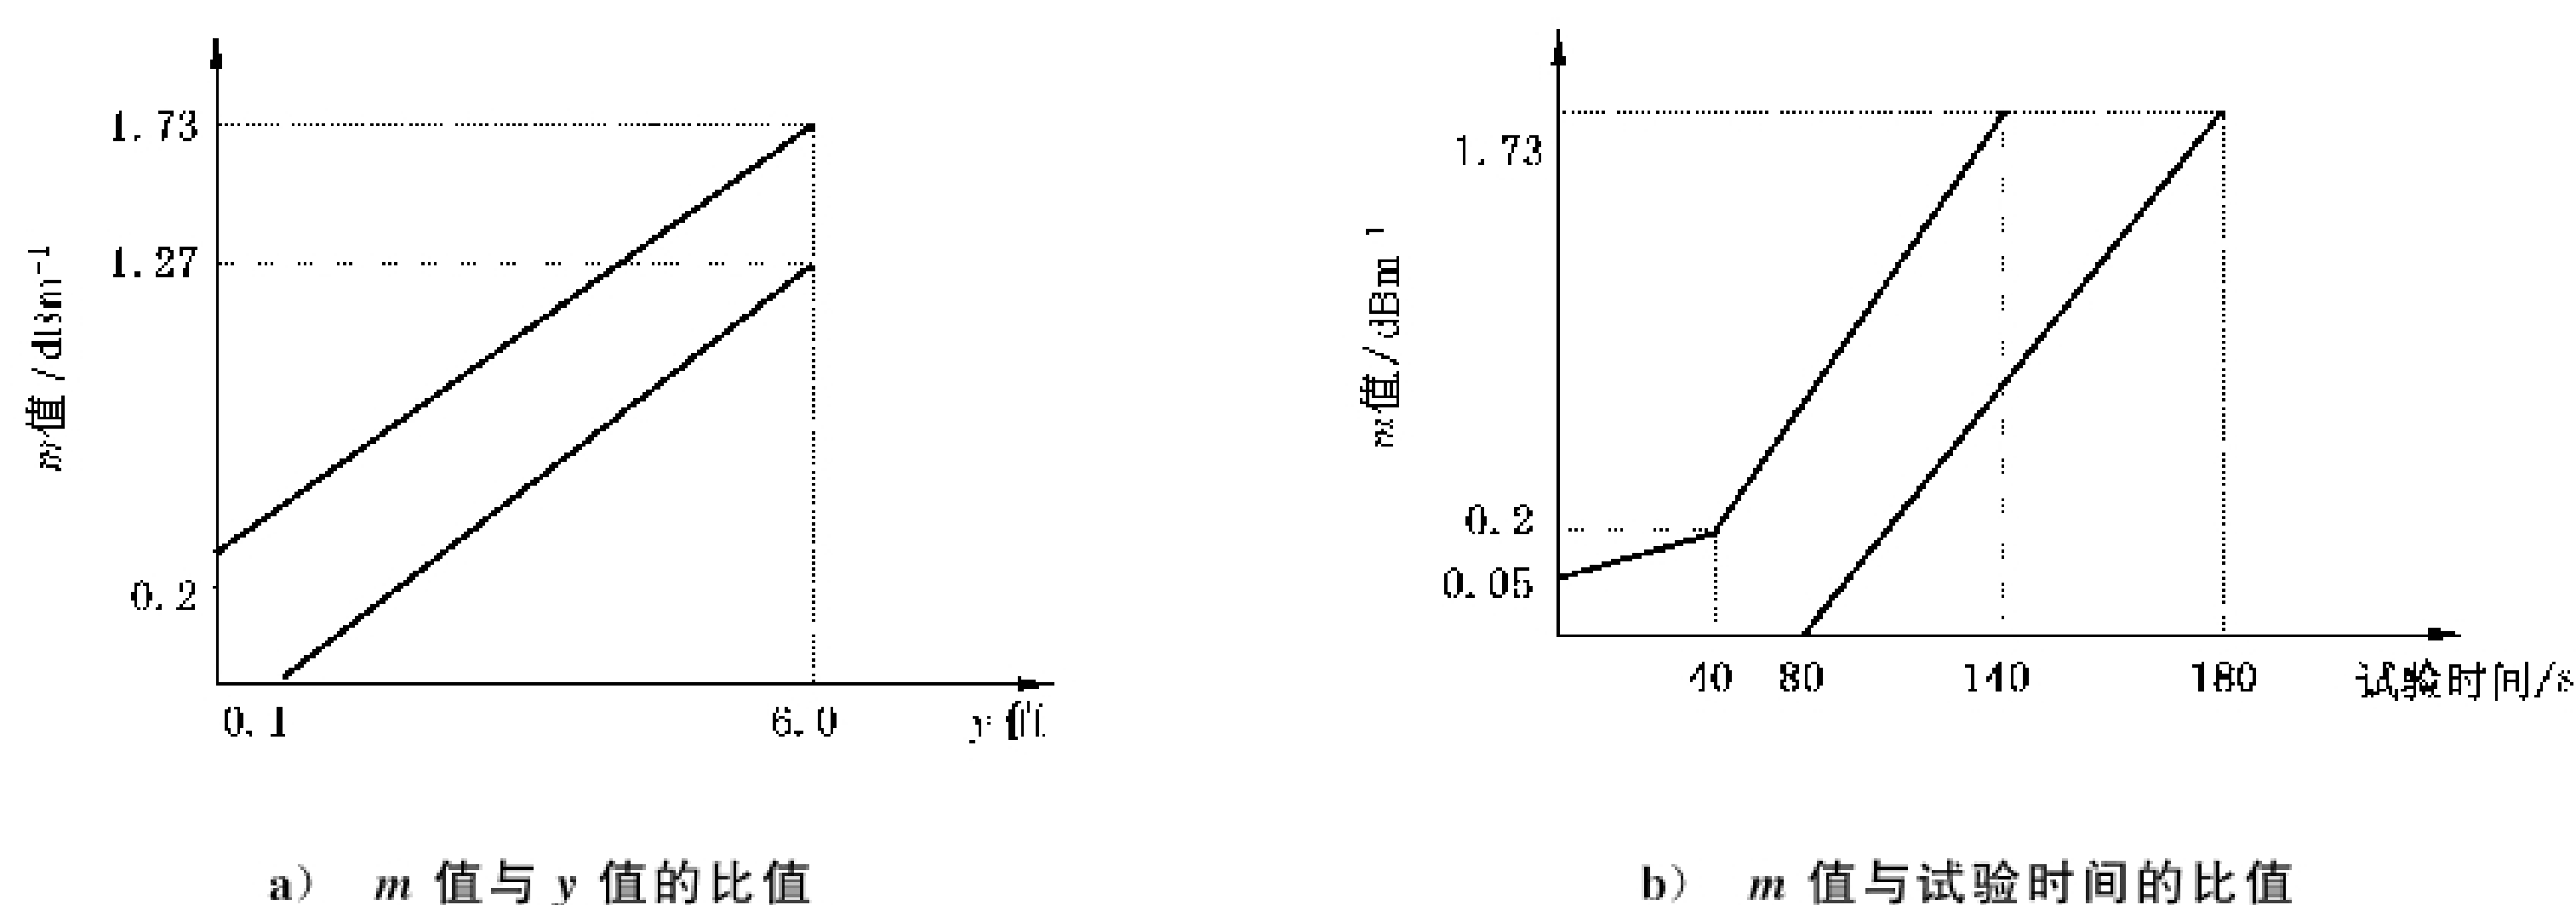 m值/dBm⁻¹
1.73
1.27
0.2
0.1
6.0
y值
a) m 值与 y 值的比值
m值/dBm⁻¹
1.73
0.2
0.05
40
80
140
180
试验时间/s
b) m 值与试验时间的比值